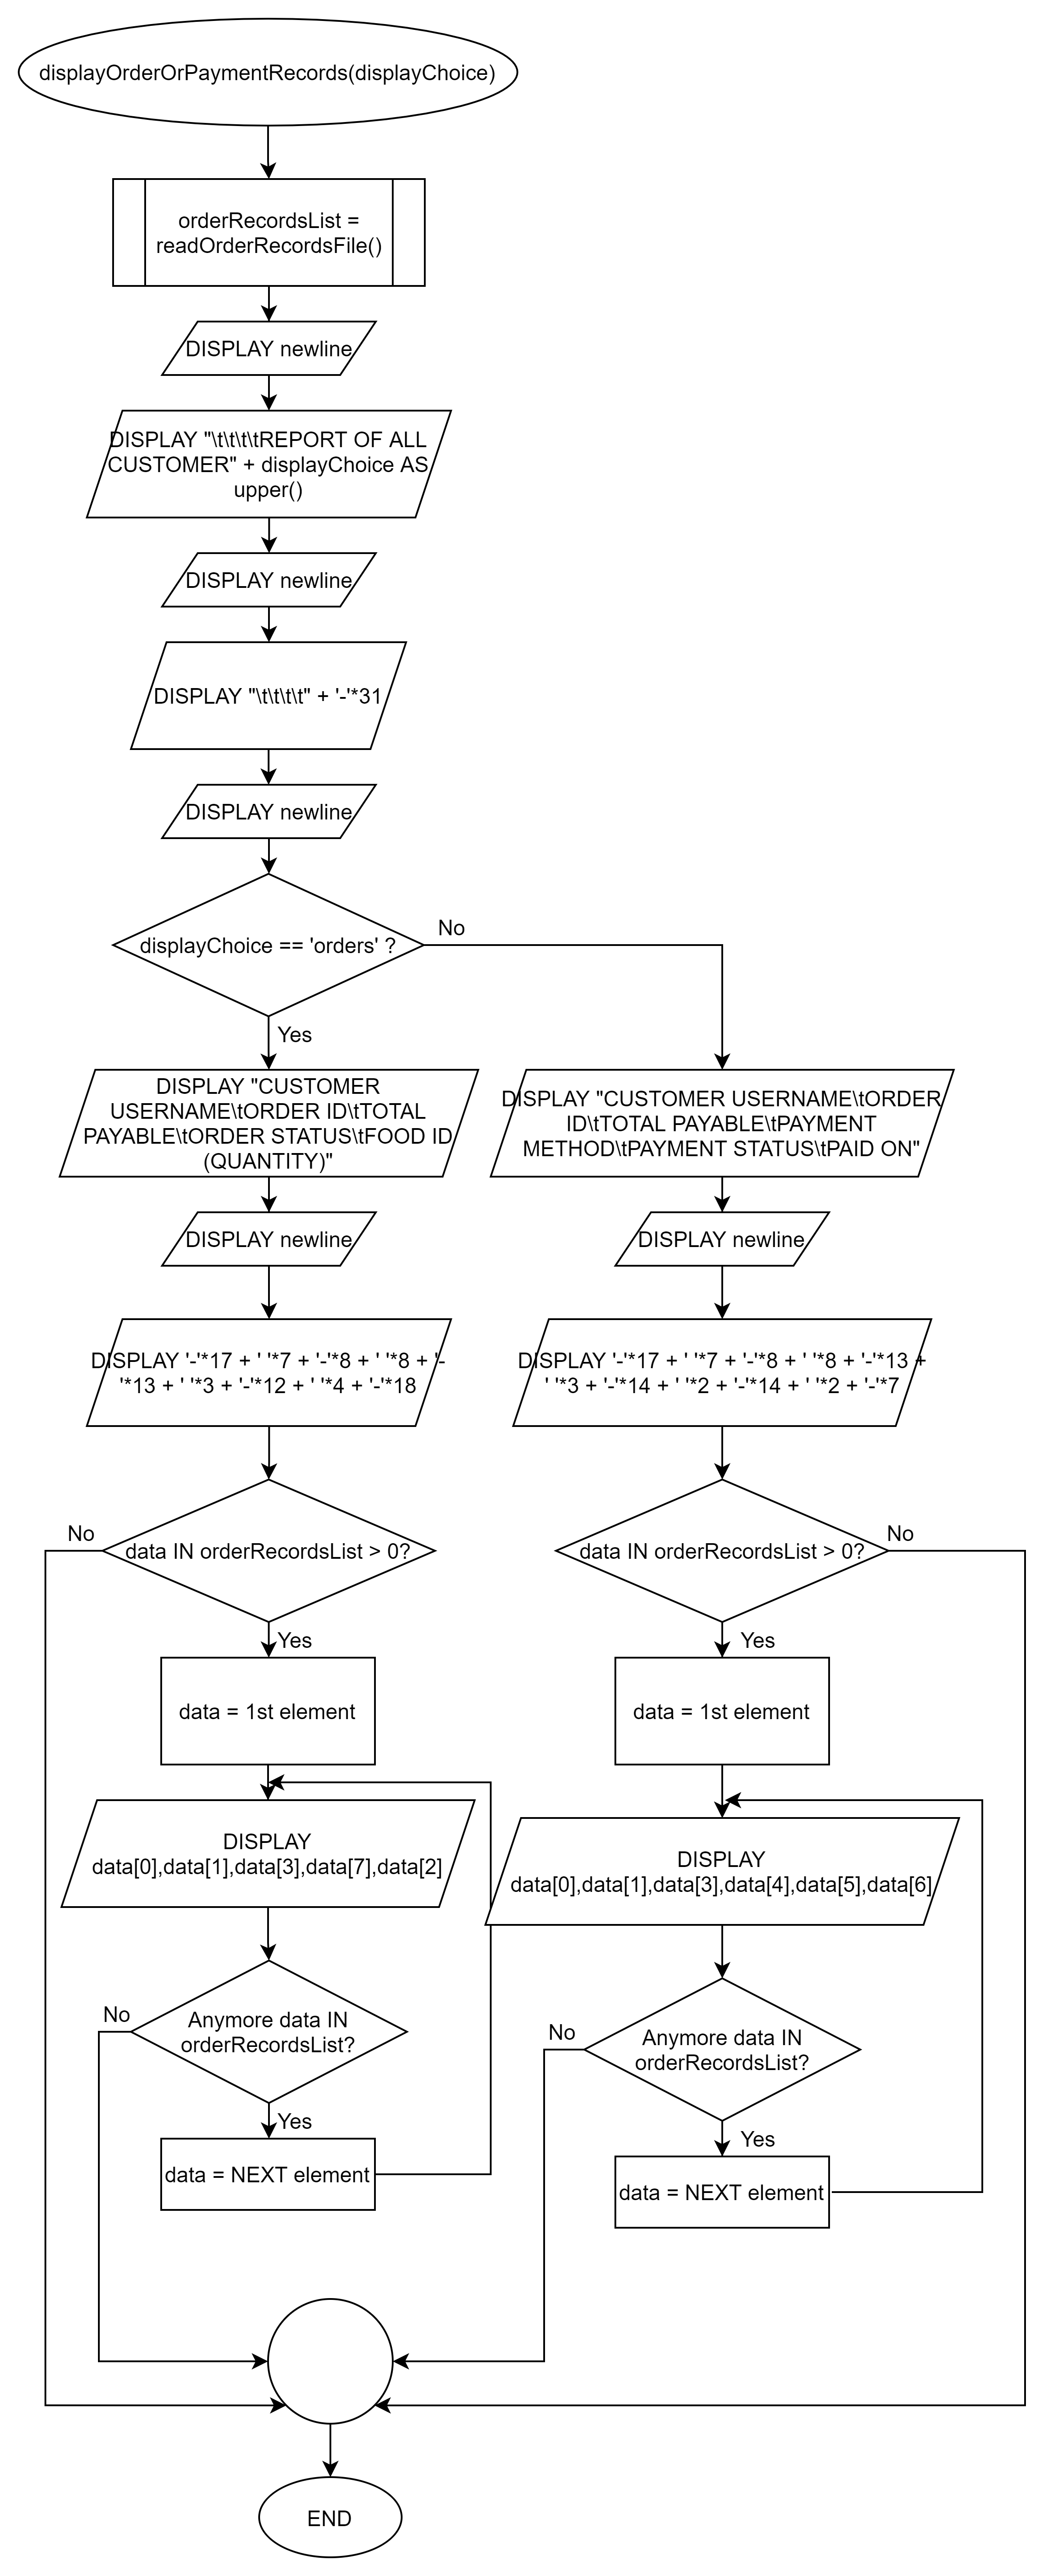 displayOrderOrPaymentRecords(displayChoice)
orderRecordsList =
readOrderRecordsFile()
DISPLAY newline
DISPLAY "\t\t\t\tREPORT OF ALL
CUSTOMER" + displayChoice AS
upper()
DISPLAY newline
DISPLAY "\t\t\t\t" + '-'*31
DISPLAY newline
displayChoice == 'orders' ?
No
Yes
DISPLAY "CUSTOMER
USERNAME\tORDER ID\tTOTAL
PAYABLE\tORDER STATUS\tFOOD ID
(QUANTITY)"
DISPLAY newline
DISPLAY '-'*17 + ' '*7 + '-'*8 + ' '*8 + '-
'*13 + ' '*3 + '-'*12 + ' '*4 + '-'*18
data IN orderRecordsList > 0?
No
Yes
data = 1st element
DISPLAY
data[0],data[1],data[3],data[7],data[2]
Anymore data IN
orderRecordsList?
No
Yes
data = NEXT element
DISPLAY "CUSTOMER USERNAME\tORDER
ID\tTOTAL PAYABLE\tPAYMENT
METHOD\tPAYMENT STATUS\tPAID ON"
DISPLAY newline
DISPLAY '-'*17 + ' '*7 + '-'*8 + ' '*8 + '-'*13 +
' '*3 + '-'*14 + ' '*2 + '-'*14 + ' '*2 + '-'*7
data IN orderRecordsList > 0?
No
Yes
data = 1st element
DISPLAY
data[0],data[1],data[3],data[4],data[5],data[6]
Anymore data IN
orderRecordsList?
No
Yes
data = NEXT element
END